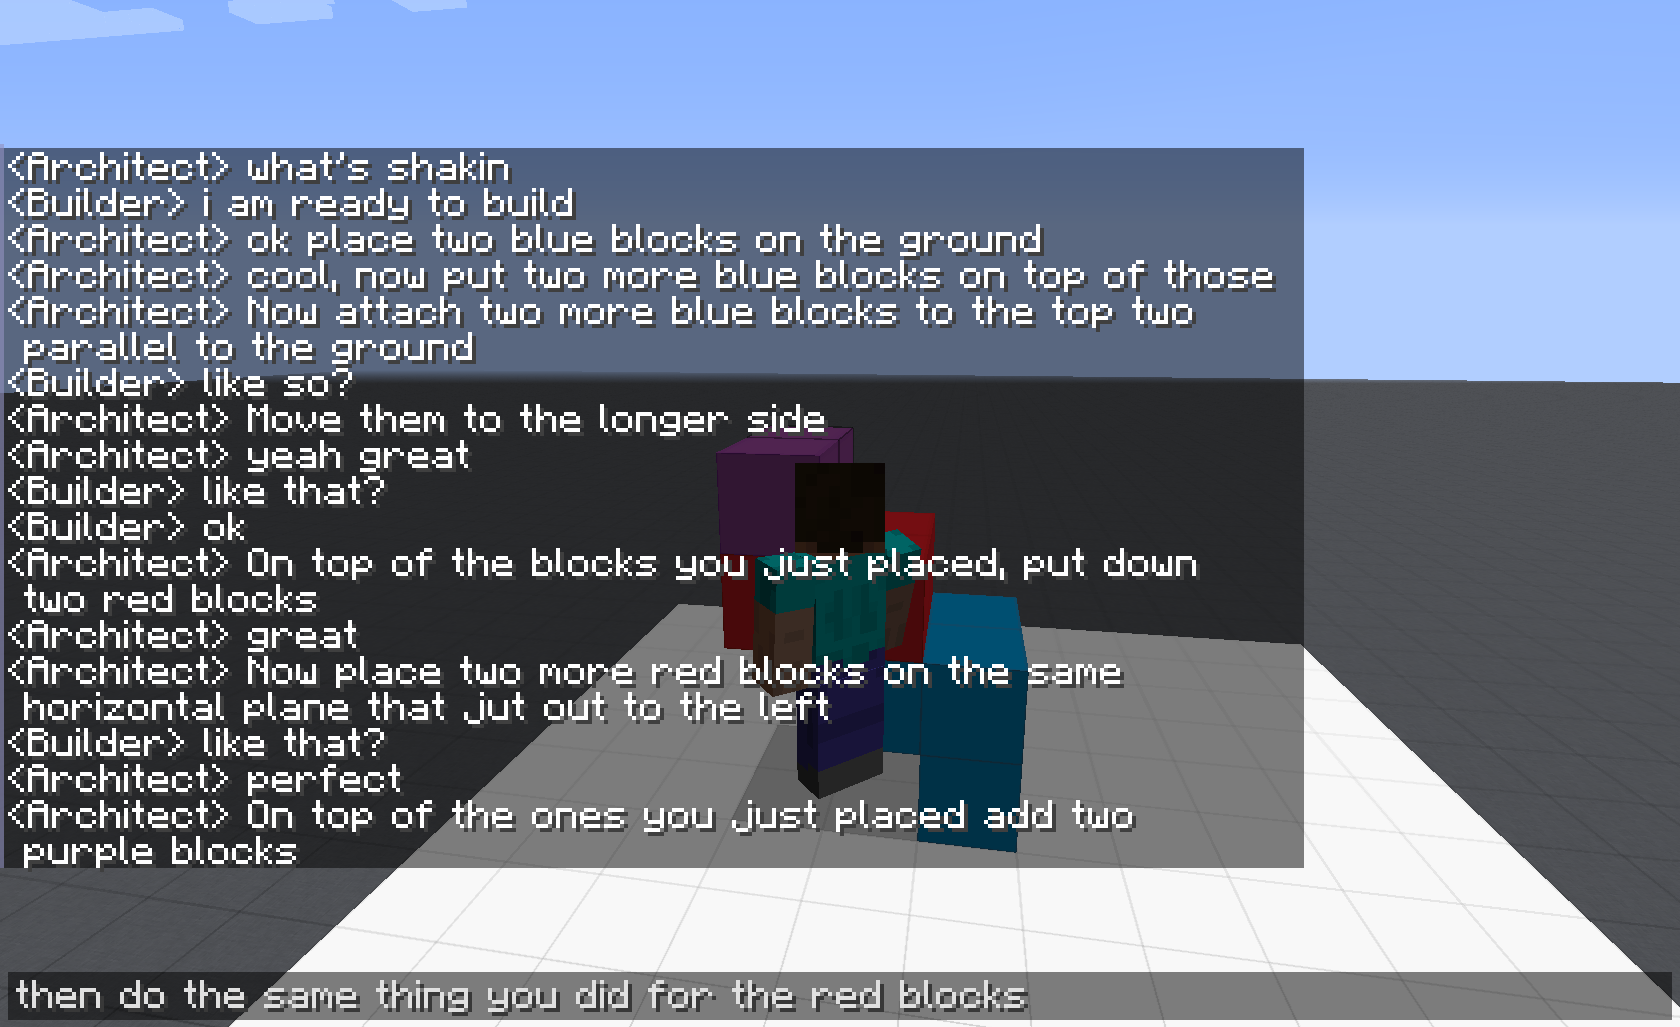 <Architect> what's shakin
<Builder> i am ready to build
<Architect> ok place two blue blocks on the ground
<Architect> cool, now put two more blue blocks on top of those
<Architect> Now attach two more blue blocks to the top two
parallel to the ground
<Builder> like so?
<Architect> Move them to the longer side
<Architect> yeah great
<Builder> like that?
<Builder> ok
<Architect> On top of the blocks you just placed, put down
two red blocks
<Architect> great
<Architect> Now place two more red blocks on the same
horizontal plane that jut out to the left
<Builder> like that?
<Architect> perfect
<Architect> On top of the ones you just placed add two
purple blocks
then do the same thing you did for the red blocks